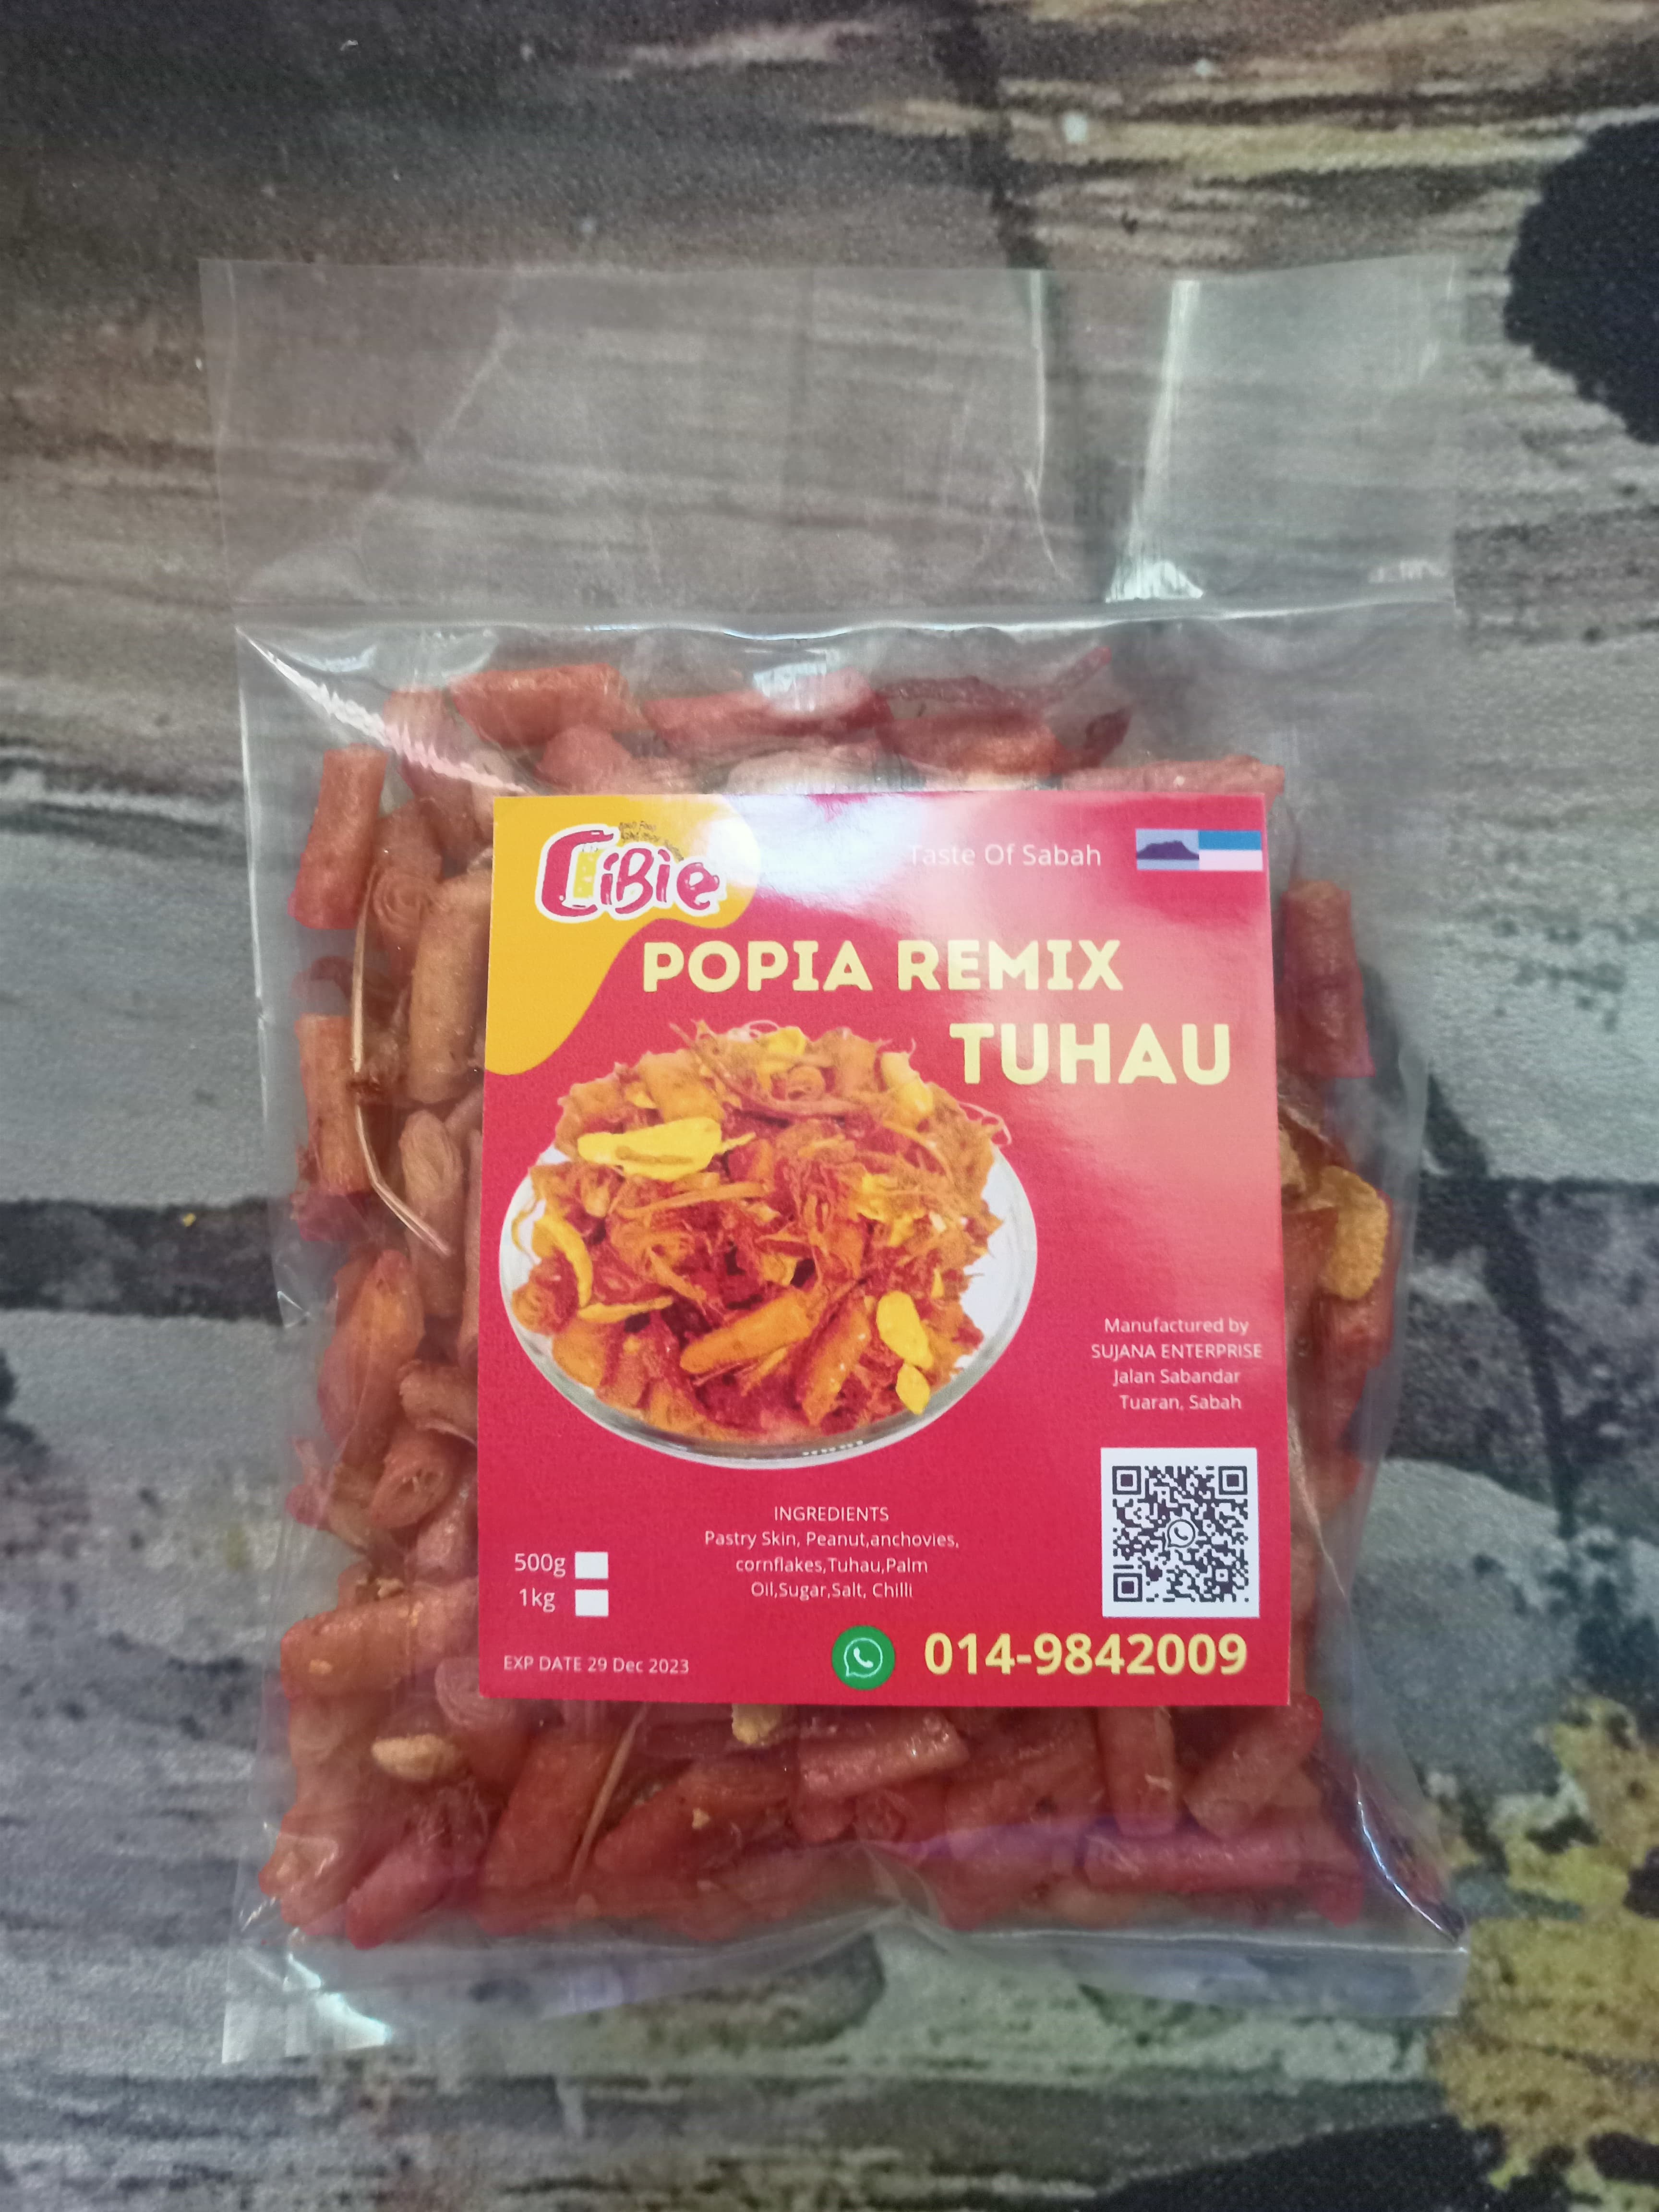 CiBie
Taste Of Sabah
POPIA REMIX
TUHAU
Manufactured by
SUJANA ENTERPRISE
Jalan Sabandar
Tuaran, Sabah
INGREDIENTS
Pastry Skin, Peanut,anchovies,
cornflakes,Tuhau,Palm
Oil,Sugar,Salt, Chilli
500g
1kg
EXP DATE 29 Dec 2023
014-9842009